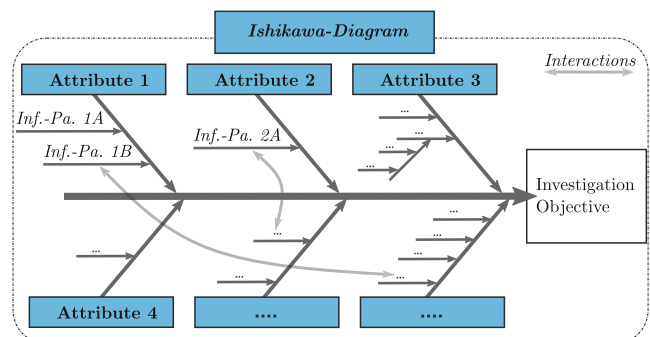 Ishikawa-Diagram
Interactions
Attribute 1
Attribute 2
Attribute 3
Inf.-Pa. 1A
Inf.-Pa. 1B
Inf.-Pa. 2A
...
...
...
...
Investigation
Objective
...
...
...
...
...
...
...
Attribute 4
....
....